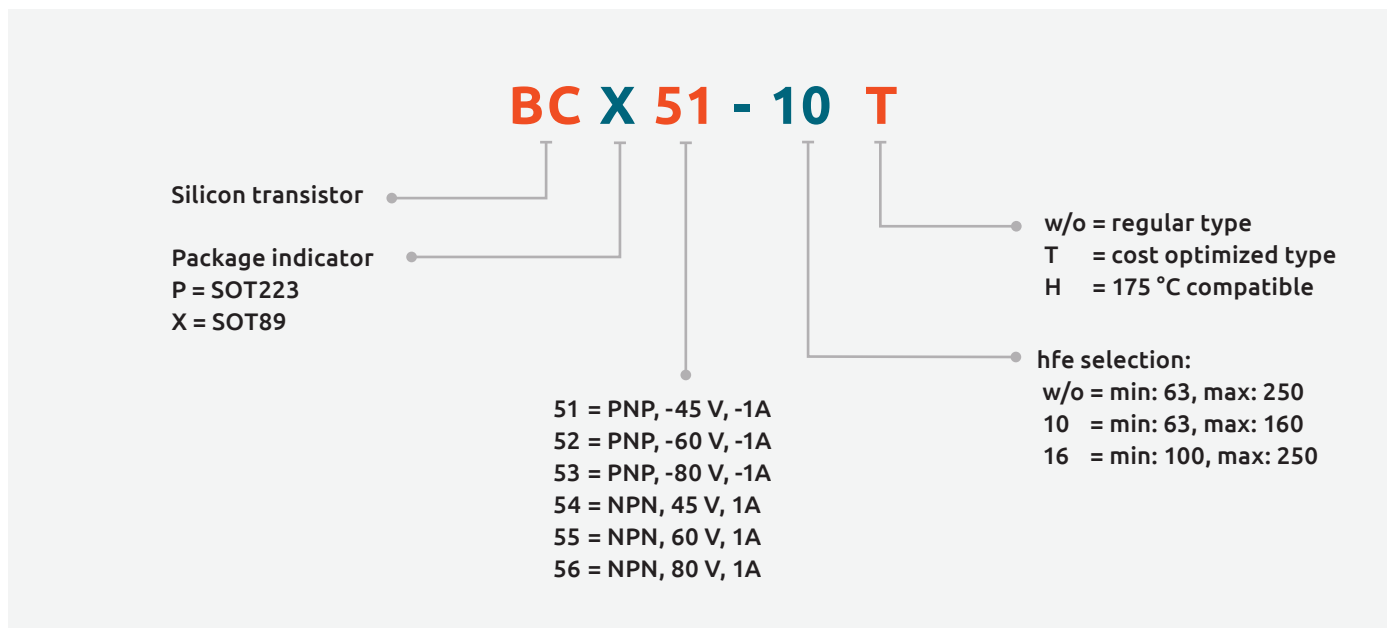 BC X 51 - 10 T
Silicon transistor
Package indicator
P = SOT223
X = SOT89
51 = PNP, -45 V, -1A
52 = PNP, -60 V, -1A
53 = PNP, -80 V, -1A
54 = NPN, 45 V, 1A
55 = NPN, 60 V, 1A
56 = NPN, 80 V, 1A
w/o = regular type
T = cost optimized type
H = 175 °C compatible
hfe selection:
w/o = min: 63, max: 250
10 = min: 63, max: 160
16 = min: 100, max: 250